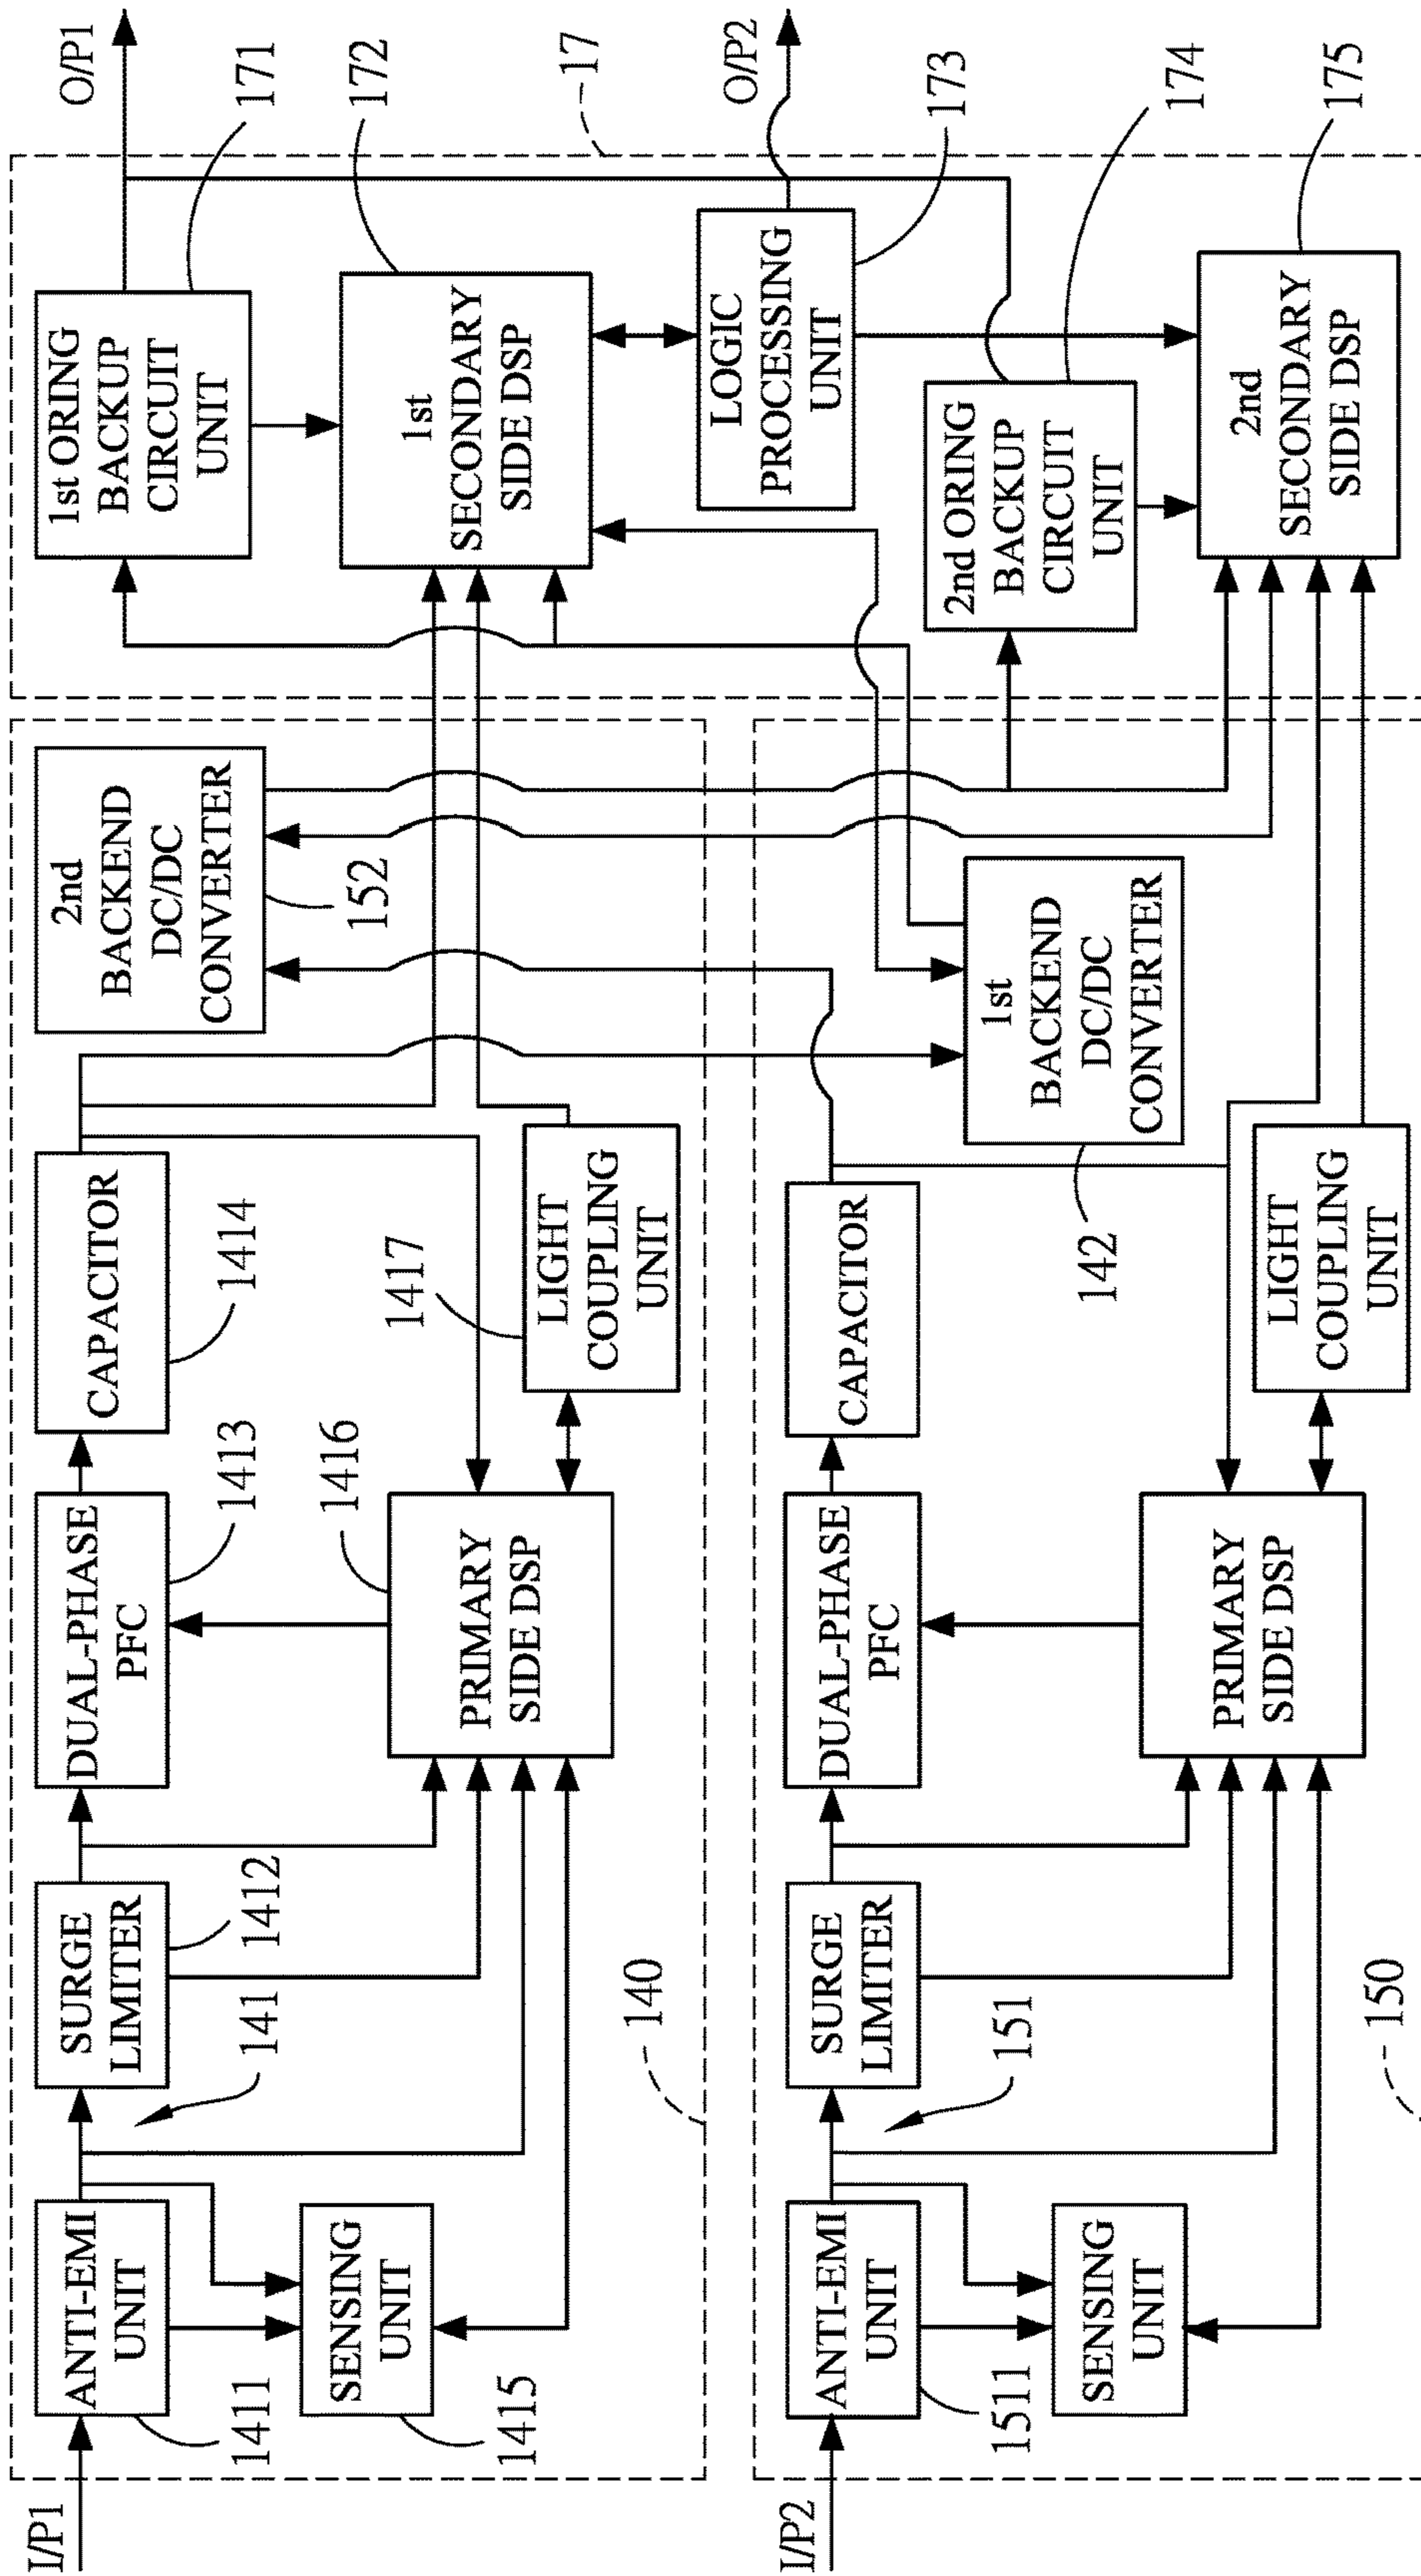 I/P1
ANTI-EMI
UNIT
1411
SURGE
LIMITER
1412
141
DUAL-PHASE
PFC
1413
CAPACITOR
1414
2nd
BACKEND
DC/DC
CONVERTER
152
SENSING
UNIT
1415
PRIMARY
SIDE DSP
1416
LIGHT
COUPLING
UNIT
1417
140
1st ORING
BACKUP
CIRCUIT
UNIT
171
O/P1
1st
SECONDARY
SIDE DSP
172
17
LOGIC
PROCESSING
UNIT
173
O/P2
2nd ORING
BACKUP
CIRCUIT
UNIT
174
2nd
SECONDARY
SIDE DSP
175
I/P2
ANTI-EMI
UNIT
1511
SURGE
LIMITER
151
DUAL-PHASE
PFC
CAPACITOR
1st
BACKEND
DC/DC
CONVERTER
142
SENSING
UNIT
PRIMARY
SIDE DSP
LIGHT
COUPLING
UNIT
150